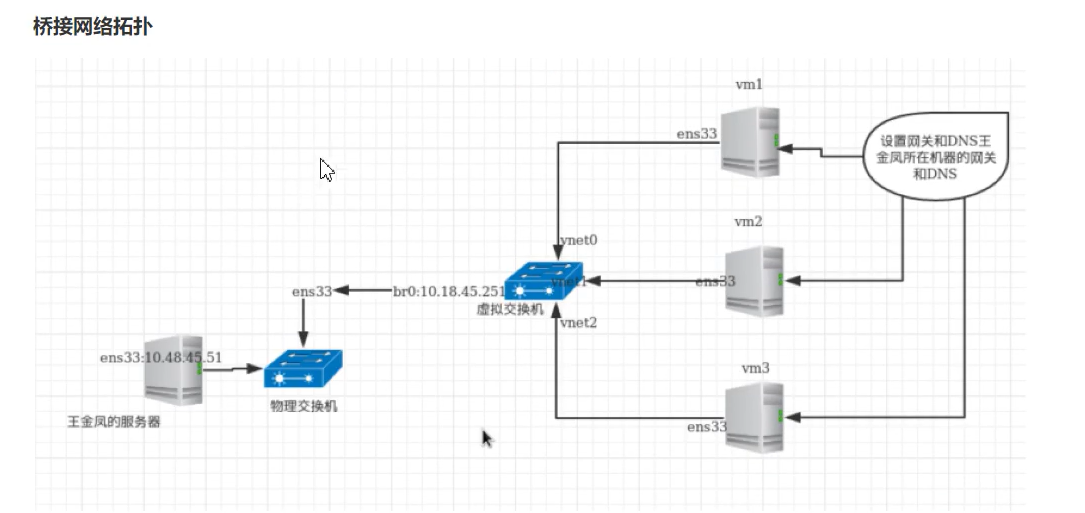 桥接网络拓扑
vm1
ens33
设置网关和DNS王
金凤所在机器的网关
和DNS
vm2
vnet0
vnet1
ens33
ens33
br0:10.18.45.251
虚拟交换机
vnet2
ens33:10.48.45.51
vm3
物理交换机
王金凤的服务器
ens33